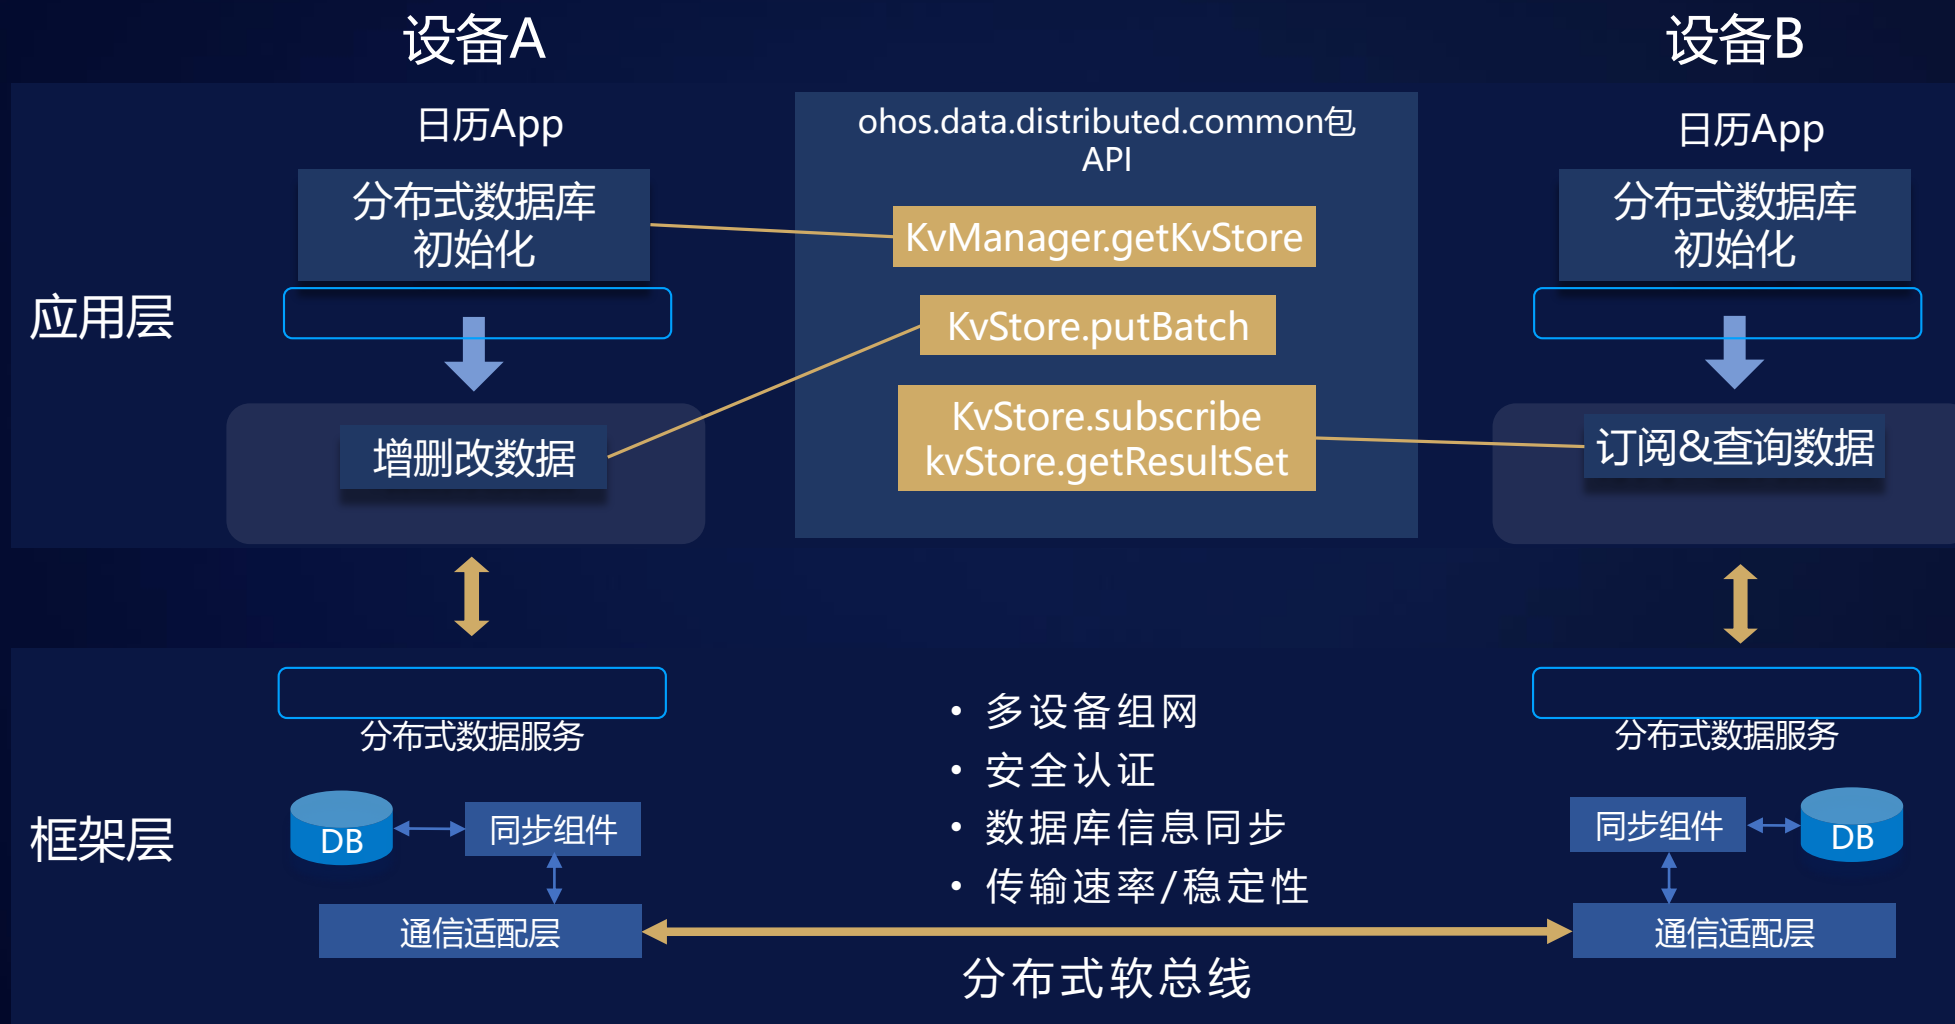 设备A
设备B
应用层
日历App
分布式数据库
初始化
增删改数据
ohos.data.distributed.common包
API
KvManager.getKvStore
KvStore.putBatch
KvStore.subscribe
kvStore.getResultSet
日历App
分布式数据库
初始化
订阅&查询数据
框架层
分布式数据服务
DB
同步组件
通信适配层
• 多设备组网
• 安全认证
• 数据库信息同步
• 传输速率/稳定性
分布式软总线
分布式数据服务
同步组件
DB
通信适配层